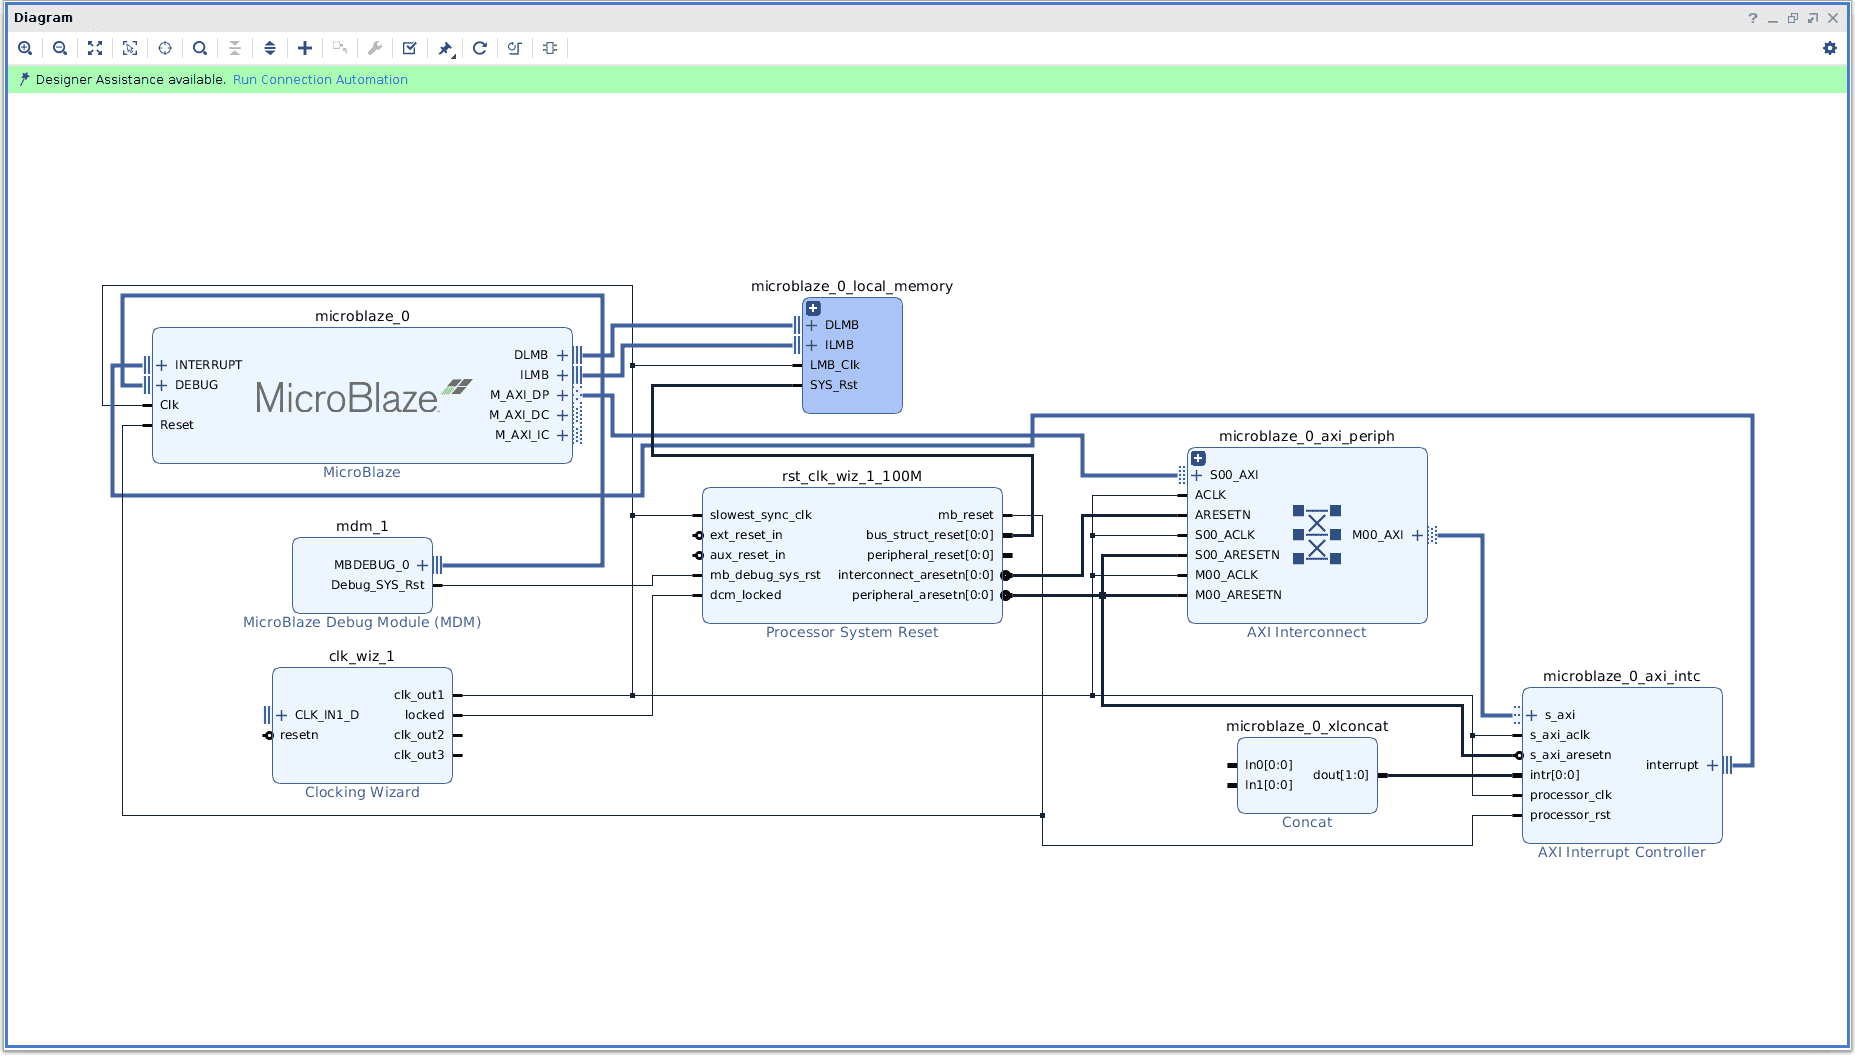 Diagram
?
Designer Assistance available. Run Connection Automation
microblaze_0
INTERRUPT
DEBUG
Clk
Reset
MicroBlaze
DLMB
ILMB
M_AXI_DP
M_AXI_DC
M_AXI_IC
MicroBlaze
microblaze_0_local_memory
DLMB
ILMB
LMB_Clk
SYS_Rst
mdm_1
MBDEBUG_0
Debug_SYS_Rst
MicroBlaze Debug Module (MDM)
clk_wiz_1
CLK_IN1_D
resetn
clk_out1
locked
clk_out2
clk_out3
Clocking Wizard
rst_clk_wiz_1_100M
slowest_sync_clk
ext_reset_in
aux_reset_in
mb_debug_sys_rst
dcm_locked
mb_reset
bus_struct_reset[0:0]
peripheral_reset[0:0]
interconnect_aresetn[0:0]
peripheral_aresetn[0:0]
Processor System Reset
microblaze_0_axi_periph
S00_AXI
ACLK
ARESETN
S00_ACLK
S00_ARESETN
M00_ACLK
M00_ARESETN
M00_AXI
AXI Interconnect
microblaze_0_xlconcat
In0[0:0]
In1[0:0]
dout[1:0]
Concat
microblaze_0_axi_intc
s_axi
s_axi_aclk
s_axi_aresetn
intr[0:0]
processor_clk
processor_rst
interrupt
AXI Interrupt Controller